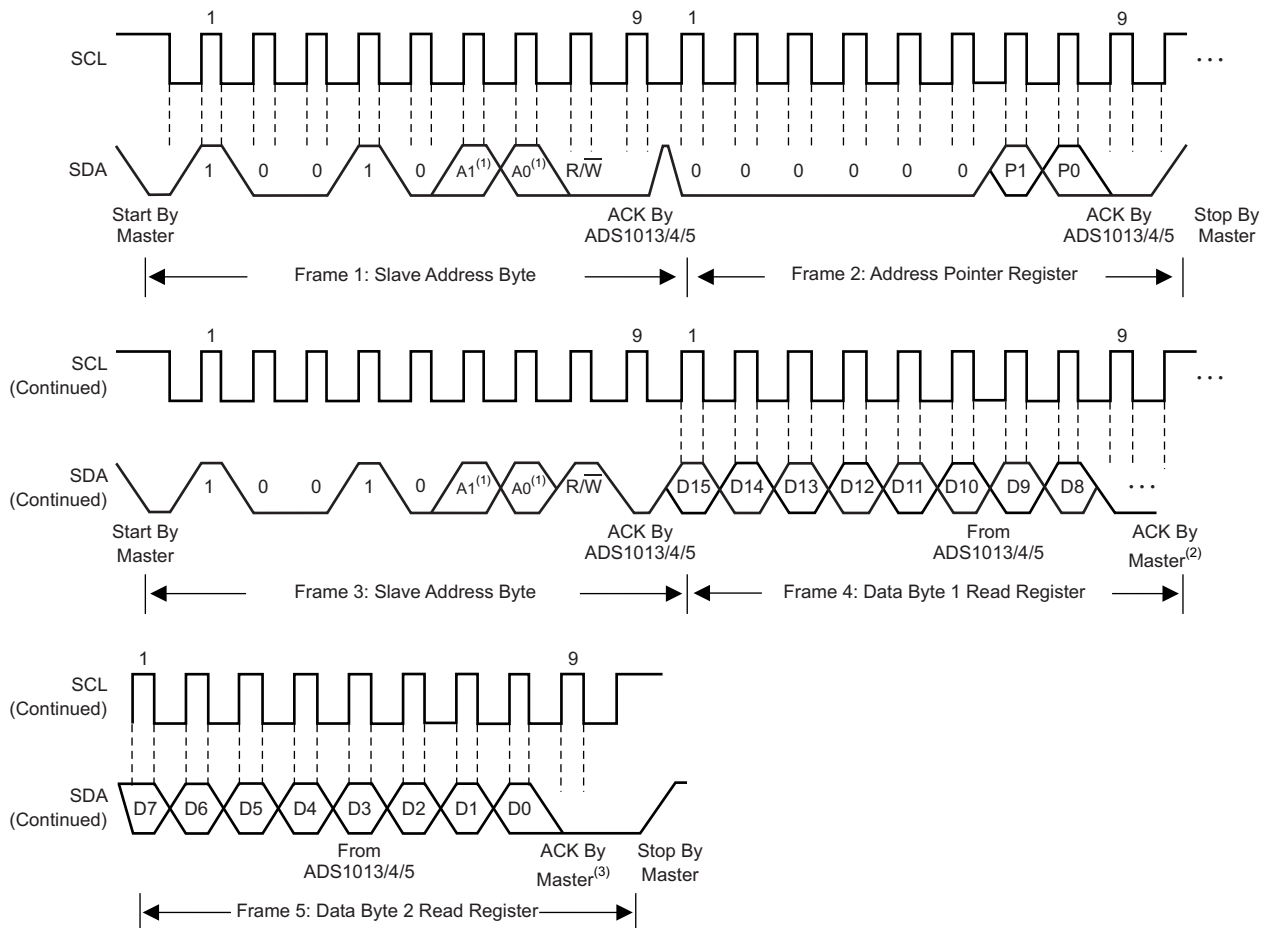 1 9 1 9
SCL ...
SDA 1 0 0 1 0 A1(1) A0(1) R/W̅ 0 0 0 0 0 0 P1 P0
Start By Master
ACK By ADS1013/4/5
ACK By ADS1013/4/5
Stop By Master
Frame 1: Slave Address Byte
Frame 2: Address Pointer Register
1 9 1 9
SCL (Continued) ...
SDA (Continued) 1 0 0 1 0 A1(1) A0(1) R/W̅ D15 D14 D13 D12 D11 D10 D9 D8 ...
Start By Master
ACK By ADS1013/4/5
From ADS1013/4/5
ACK By Master(2)
Frame 3: Slave Address Byte
Frame 4: Data Byte 1 Read Register
1 9
SCL (Continued)
SDA (Continued) D7 D6 D5 D4 D3 D2 D1 D0
From ADS1013/4/5
ACK By Master(3)
Stop By Master
Frame 5: Data Byte 2 Read Register